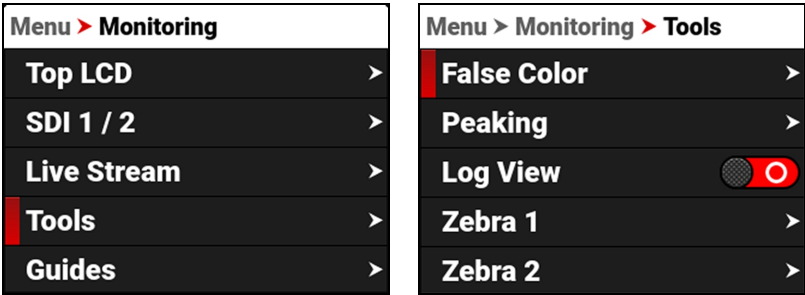 Menu ➤ Monitoring
Top LCD
SDI 1 / 2
Live Stream
Tools
Guides
Menu ➤ Monitoring ➤ Tools
False Color
Peaking
Log View
Zebra 1
Zebra 2